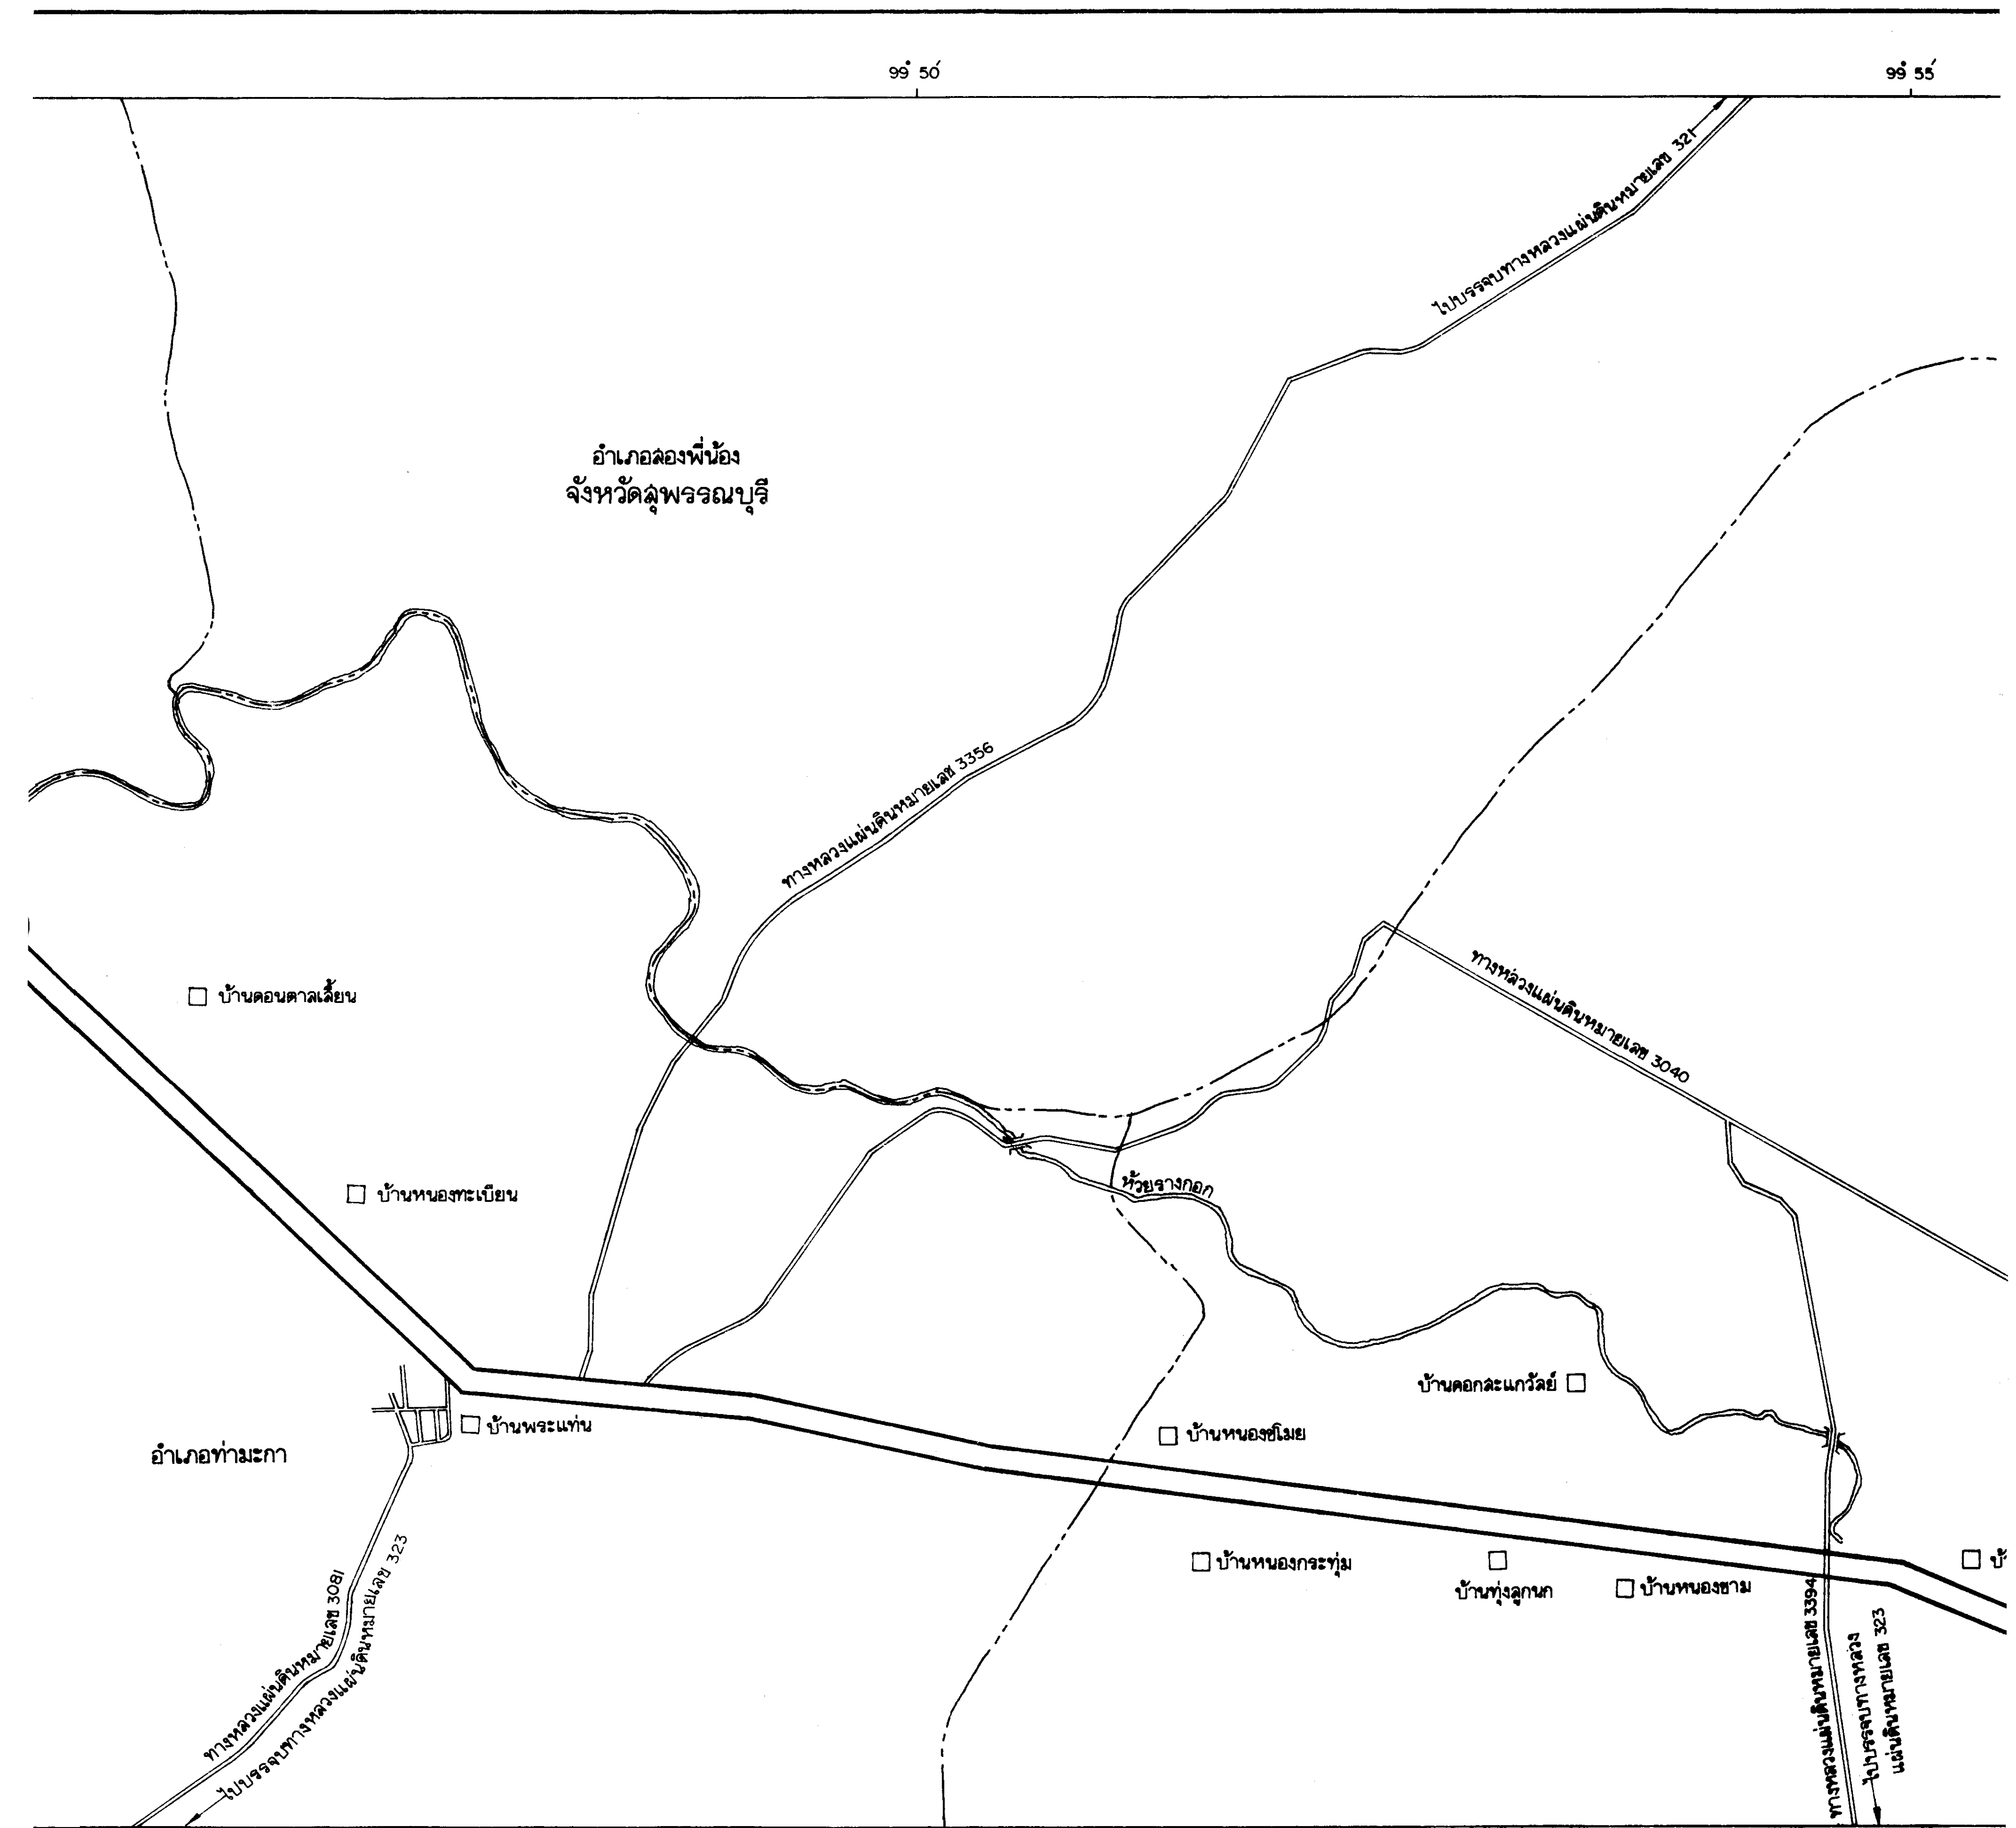 99° 50′
99° 55′
ไปบรรจบทางหลวงแผ่นดินหมายเลข 321
อำเภอสองพี่น้อง
จังหวัดสุพรรณบุรี
ทางหลวงแผ่นดินหมายเลข 3356
ทางหลวงแผ่นดินหมายเลข 3040
บ้านดอนตาลเสี้ยน
บ้านหนองทะเบียน
ห้วยรางกอก
บ้านดอกสะแกวัลย์
บ้านพระแท่น
บ้านหนองขโมย
อำเภอท่ามะกา
บ้านหนองกระทุ่ม
บ้านทุ่งลูกนก
บ้านหนองขาม
ทางหลวงแผ่นดินหมายเลข 3081
ไปบรรจบทางหลวงแผ่นดินหมายเลข 323
ทางหลวงแผ่นดินหมายเลข 3394
ไปบรรจบทางหลวง
แผ่นดินหมายเลข 323